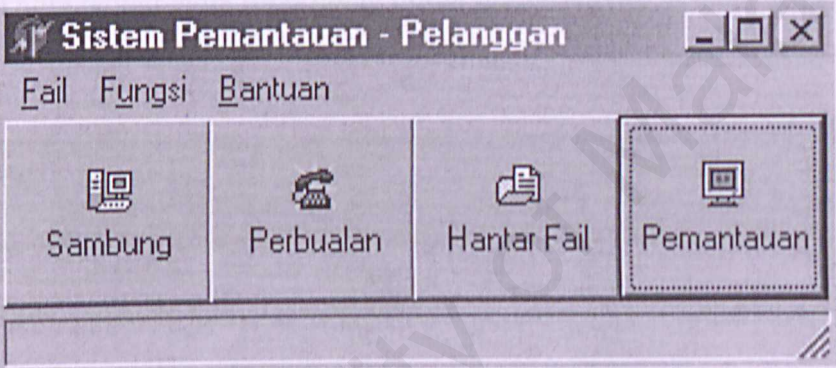 Sistem Pemantauan - Pelanggan
Fail Fungsi Bantuan
Sambung Perbualan Hantar Fail Pemantauan